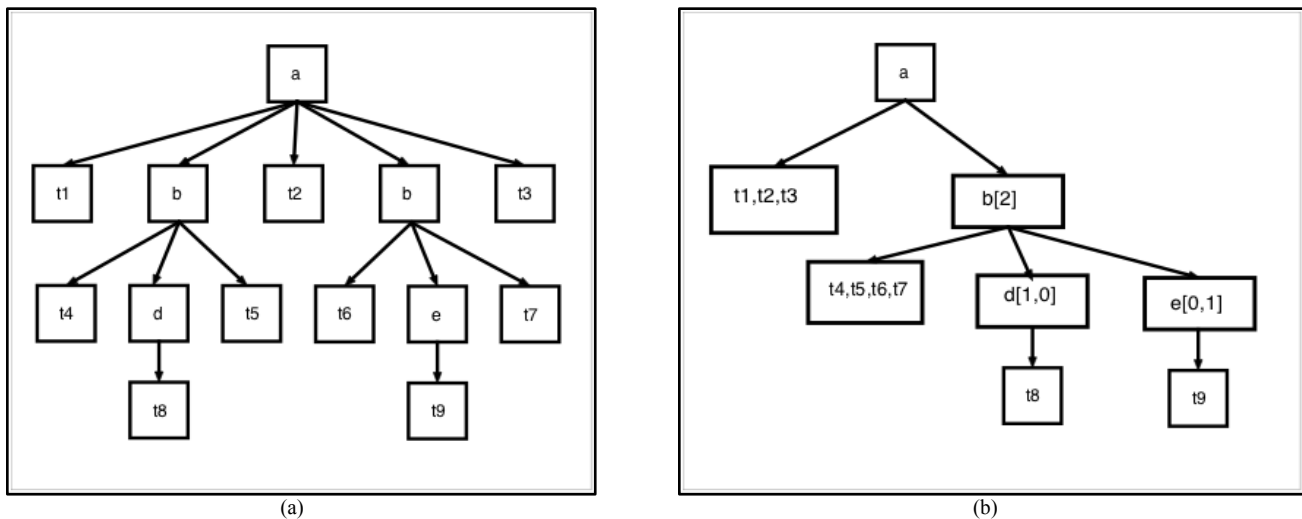 a
t1 b t2 b t3
t4 d t5 t6 e t7
t8 t9
(a)
a
t1,t2,t3 b[2]
t4,t5,t6,t7 d[1,0] e[0,1]
t8 t9
(b)